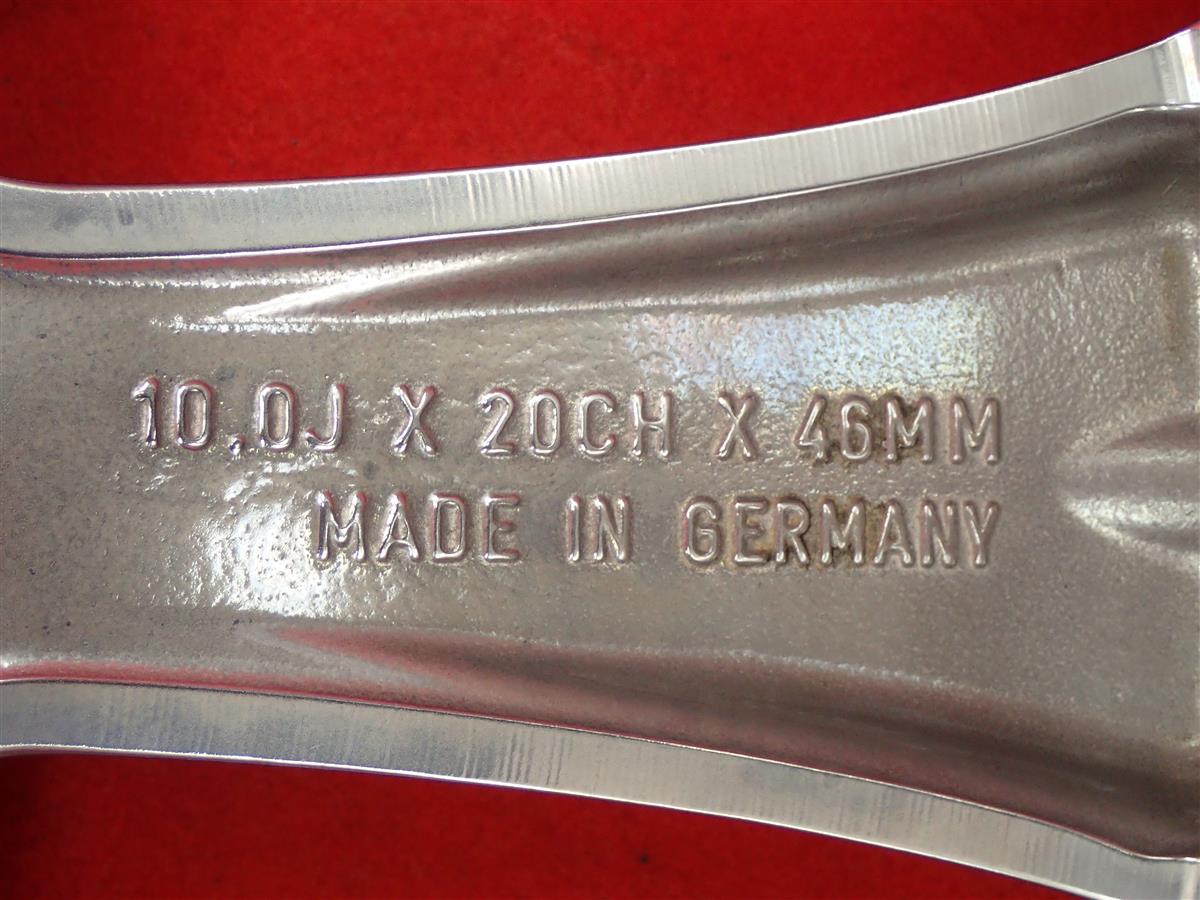 10,0J X 20CH X 46MM
MADE IN GERMANY